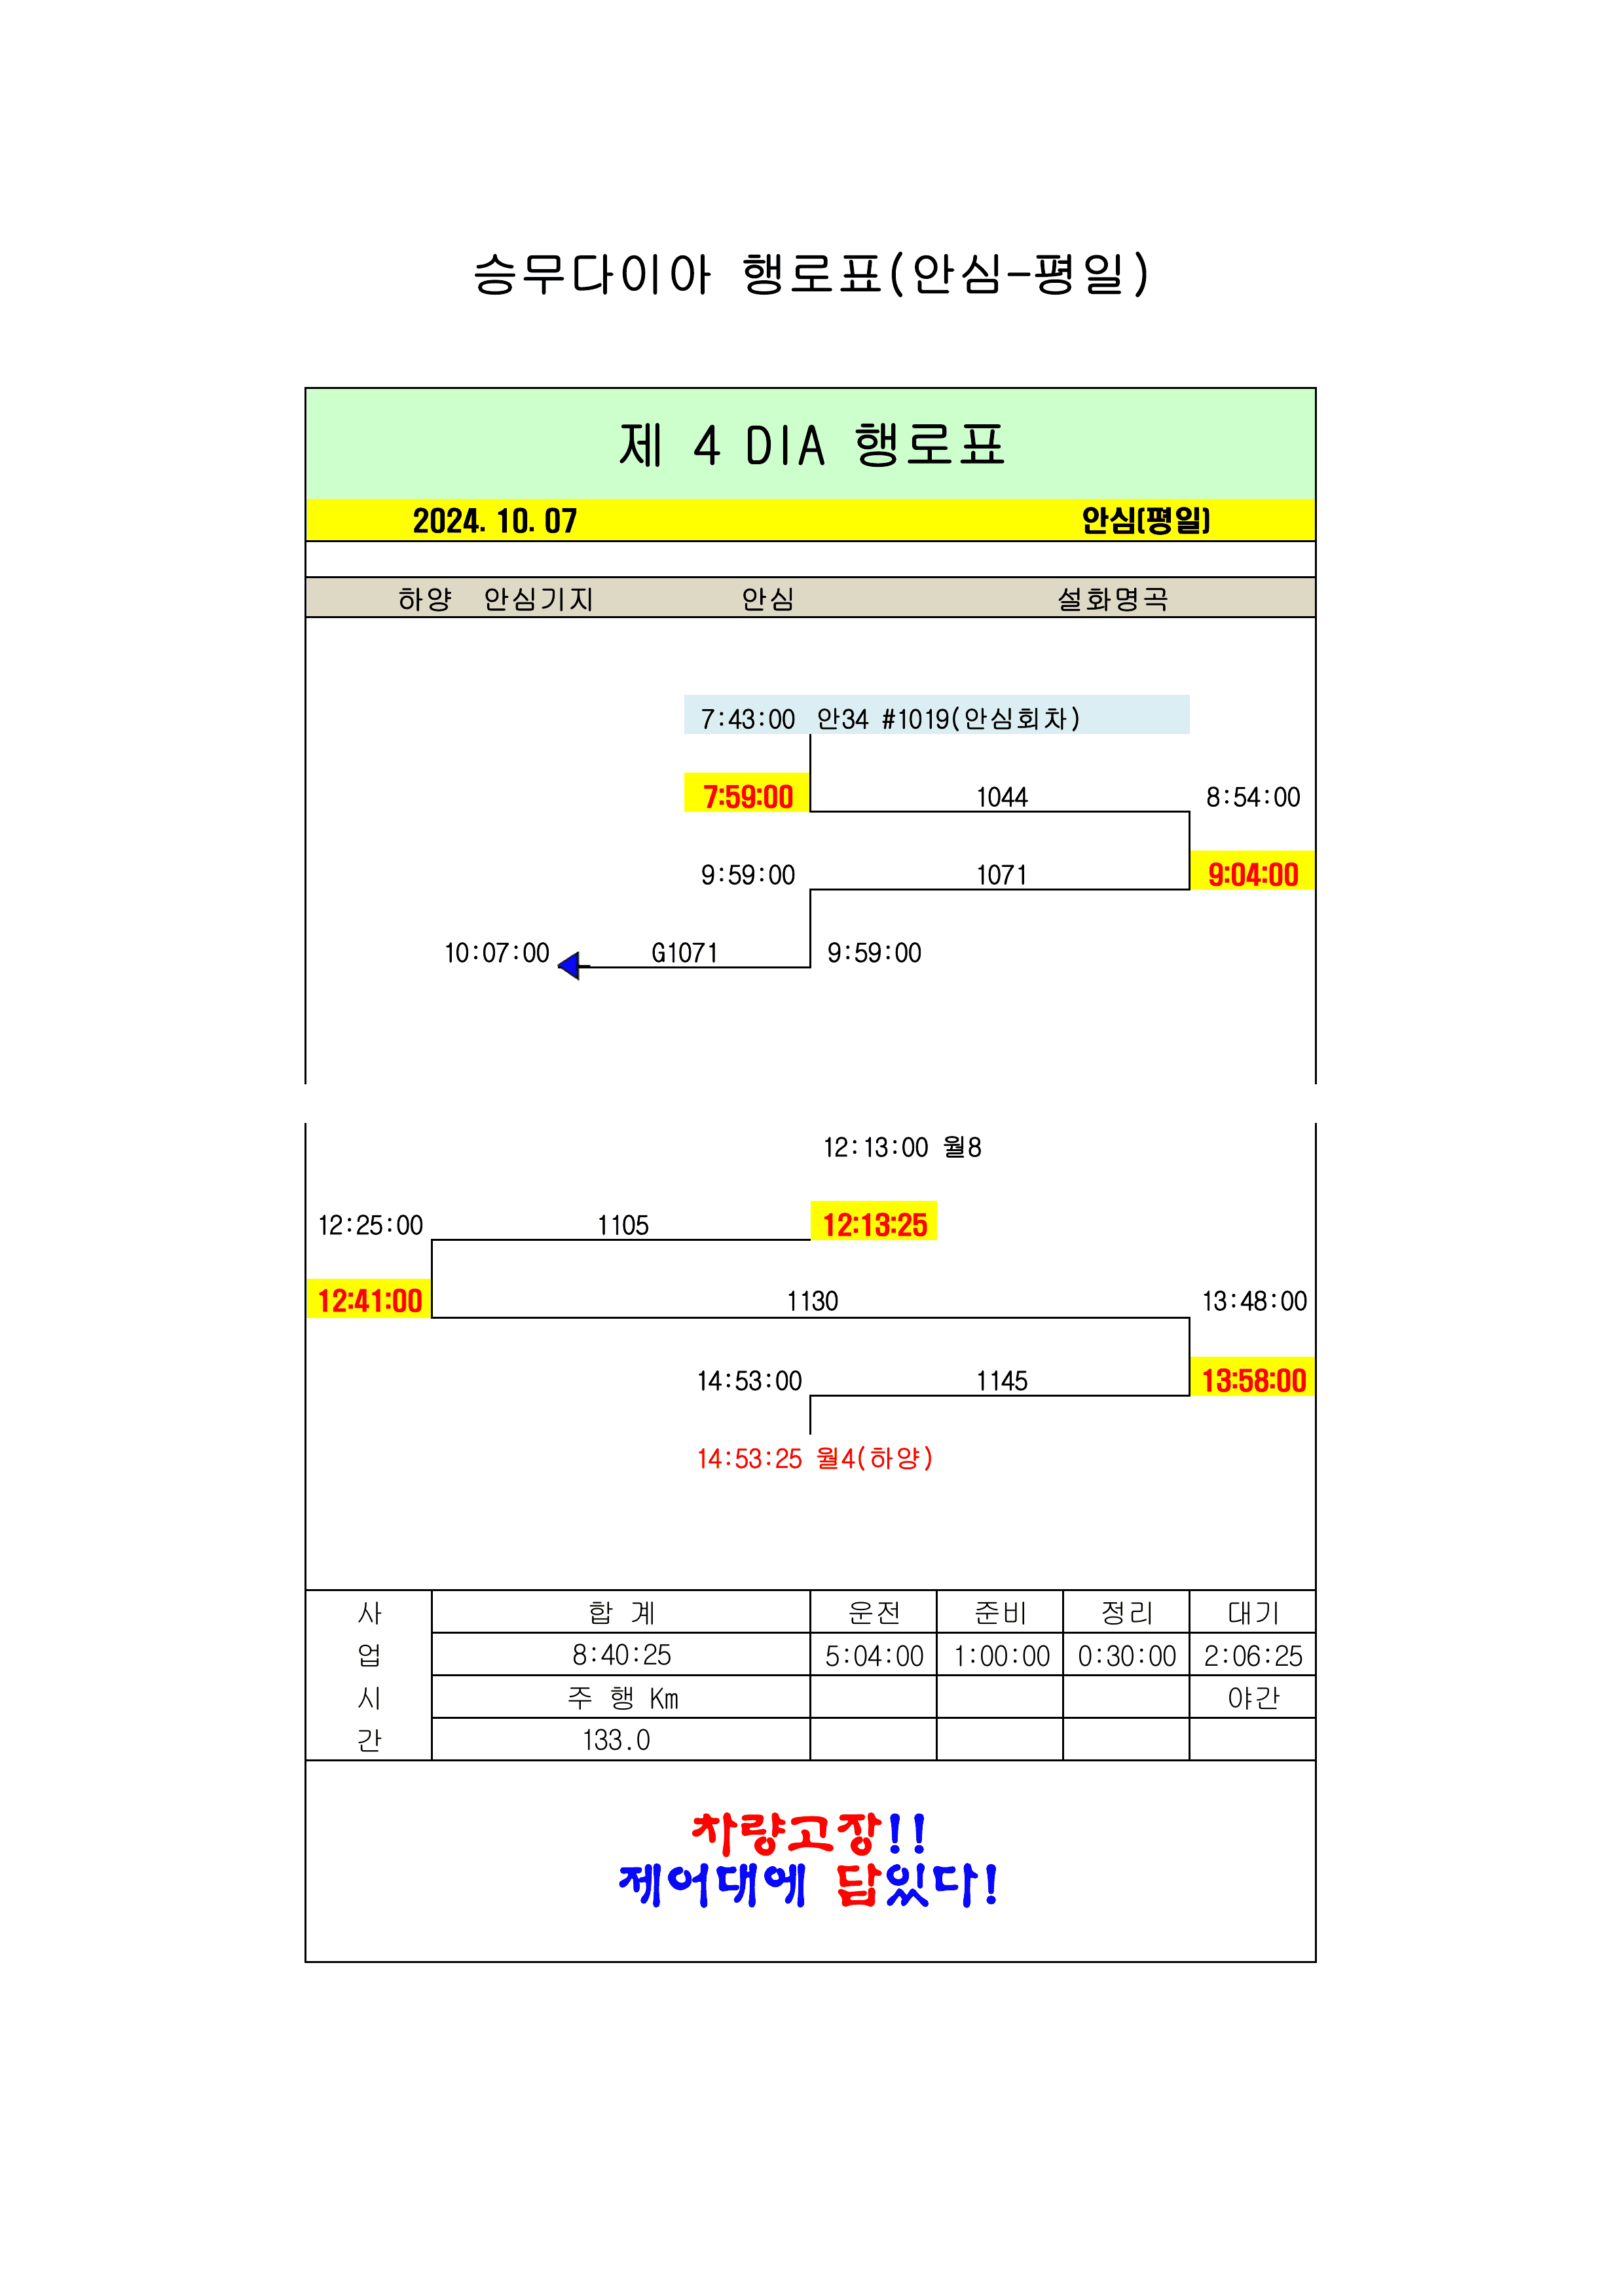 승무다이아 행로표(안심-평일)
제 4 DIA 행로표
2024. 10. 07 안심(평일)
하양 안심기지 안심 설화명곡
7:43:00 안34 #1019(안심회차)
7:59:00 1044 8:54:00
9:59:00 1071 9:04:00
10:07:00 G1071 9:59:00
12:13:00 월8
12:25:00 1105 12:13:25
12:41:00 1130 13:48:00
14:53:00 1145 13:58:00
14:53:25 월4(하양)
사 합 계 운전 준비 정리 대기
업 8:40:25 5:04:00 1:00:00 0:30:00 2:06:25
시 주 행 Km 야간
간 133.0
차량고장!!
제어대에 답있다!